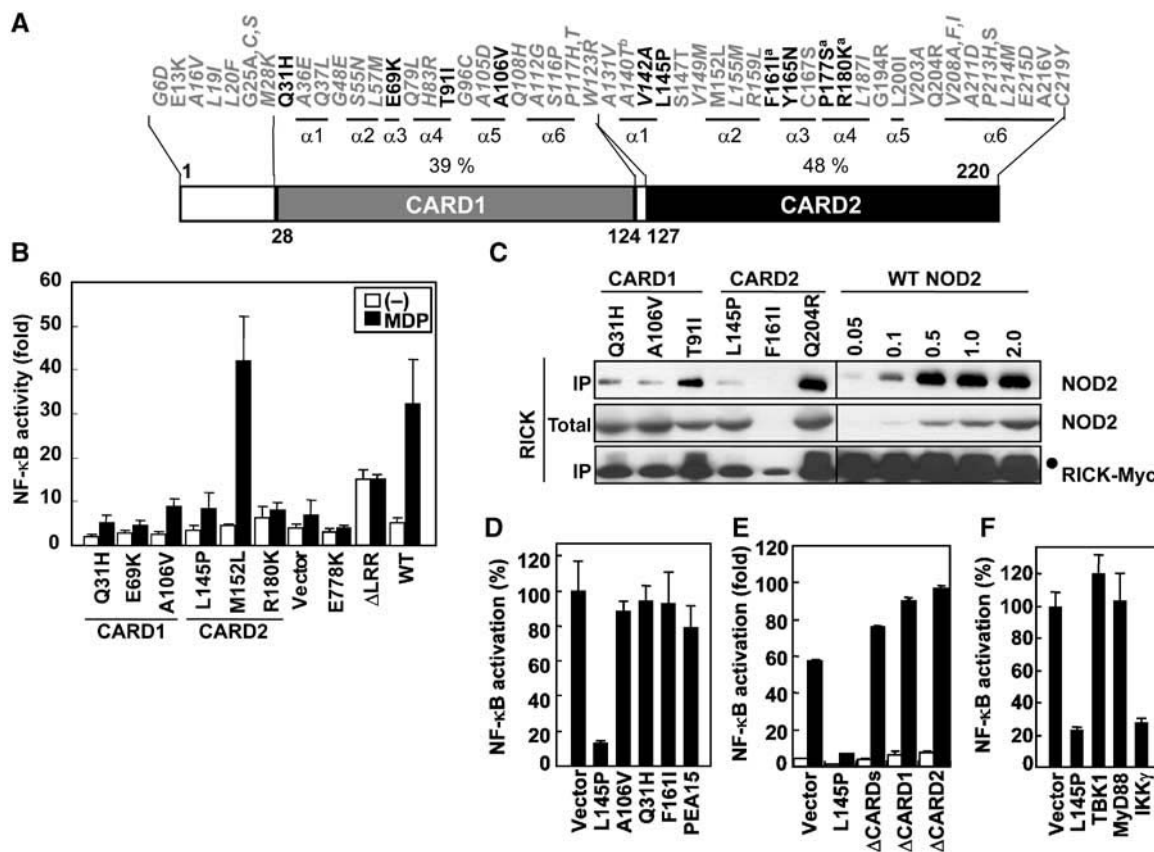 A
G6D
E13K
A16V
L19I
L20F
G25A,C,S
M28K
Q31H
A36E
Q37L
G48E
S55N
L57M
E69K
Q79L
H83R
T91I
G96C
A105D
A106V
Q108H
A112G
S116P
P117H,T
W123R
A131V
A140Tᵇ
V142A
L145P
S147T
V149M
M152L
L155M
R159L
F161Iᵃ
Y165N
C167S
P177Sᵃ
R180Kᵃ
L187I
G194R
L200I
V203A
Q204R
V208A,F,I
A211D
P213H,S
L214M
E215D
A216V
C219Y
α1 α2 α3 α4 α5 α6 α1 α2 α3 α4 α5 α6
1 39 % 48 % 220
CARD1 CARD2
28 124 127
B
NF-κB activity (fold)
60
50
40
30
20
10
0
(–)
MDP
Q31H E69K A106V L145P M152L R180K Vector E778K ΔLRR WT
CARD1 CARD2
C
CARD1 CARD2 WT NOD2
Q31H A106V T91I L145P F161I Q204R 0.05 0.1 0.5 1.0 2.0
RICK
IP NOD2
Total NOD2
IP RICK-Myc
D
NF-κB activation (%)
120
100
80
60
40
20
0
Vector L145P A106V Q31H F161I PEA15
E
NF-κB activation (fold)
120
100
80
60
40
20
0
Vector L145P ΔCARDs ΔCARD1 ΔCARD2
F
NF-κB activation (%)
120
100
80
60
40
20
0
Vector L145P TBK1 MyD88 IKKγ